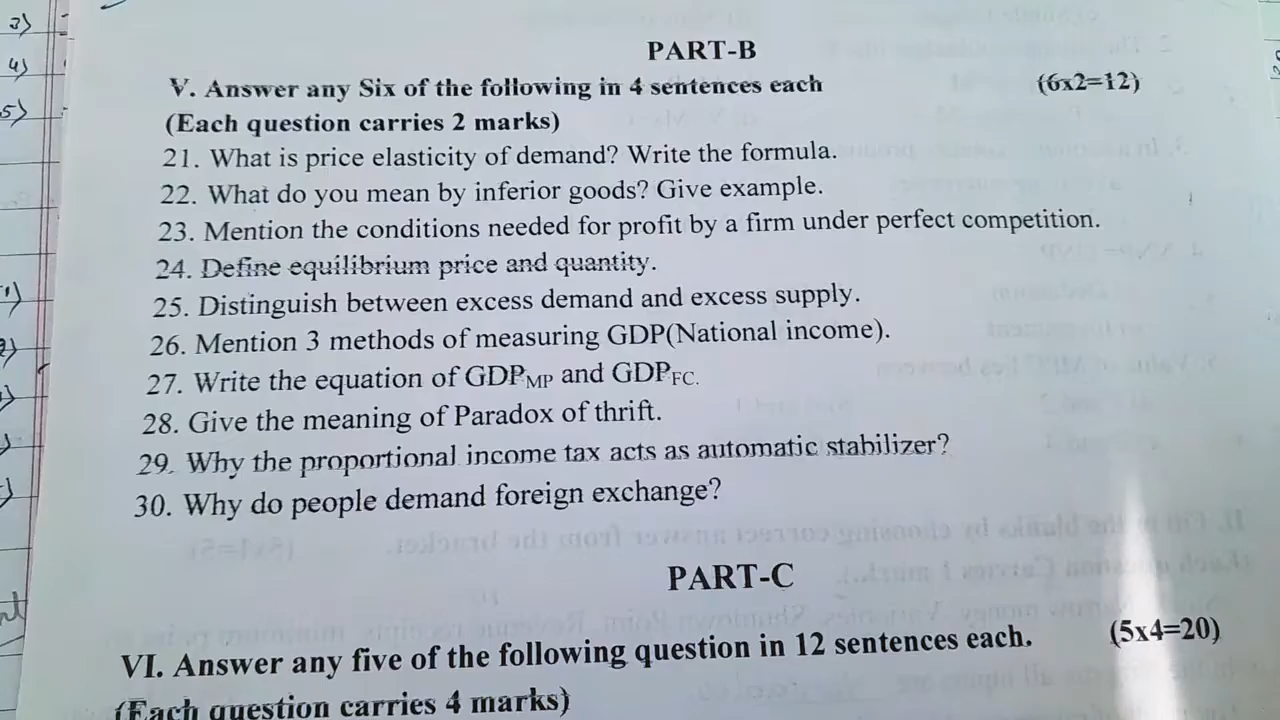 PART-B
V. Answer any Six of the following in 4 sentences each (6x2=12)
(Each question carries 2 marks)
21. What is price elasticity of demand? Write the formula.
22. What do you mean by inferior goods? Give example.
23. Mention the conditions needed for profit by a firm under perfect competition.
24. Define equilibrium price and quantity.
25. Distinguish between excess demand and excess supply.
26. Mention 3 methods of measuring GDP(National income).
27. Write the equation of GDPMP and GDPFC.
28. Give the meaning of Paradox of thrift.
29. Why the proportional income tax acts as automatic stabilizer?
30. Why do people demand foreign exchange?
PART-C
VI. Answer any five of the following question in 12 sentences each. (5x4=20)
(Each question carries 4 marks)
3)
4)
5)